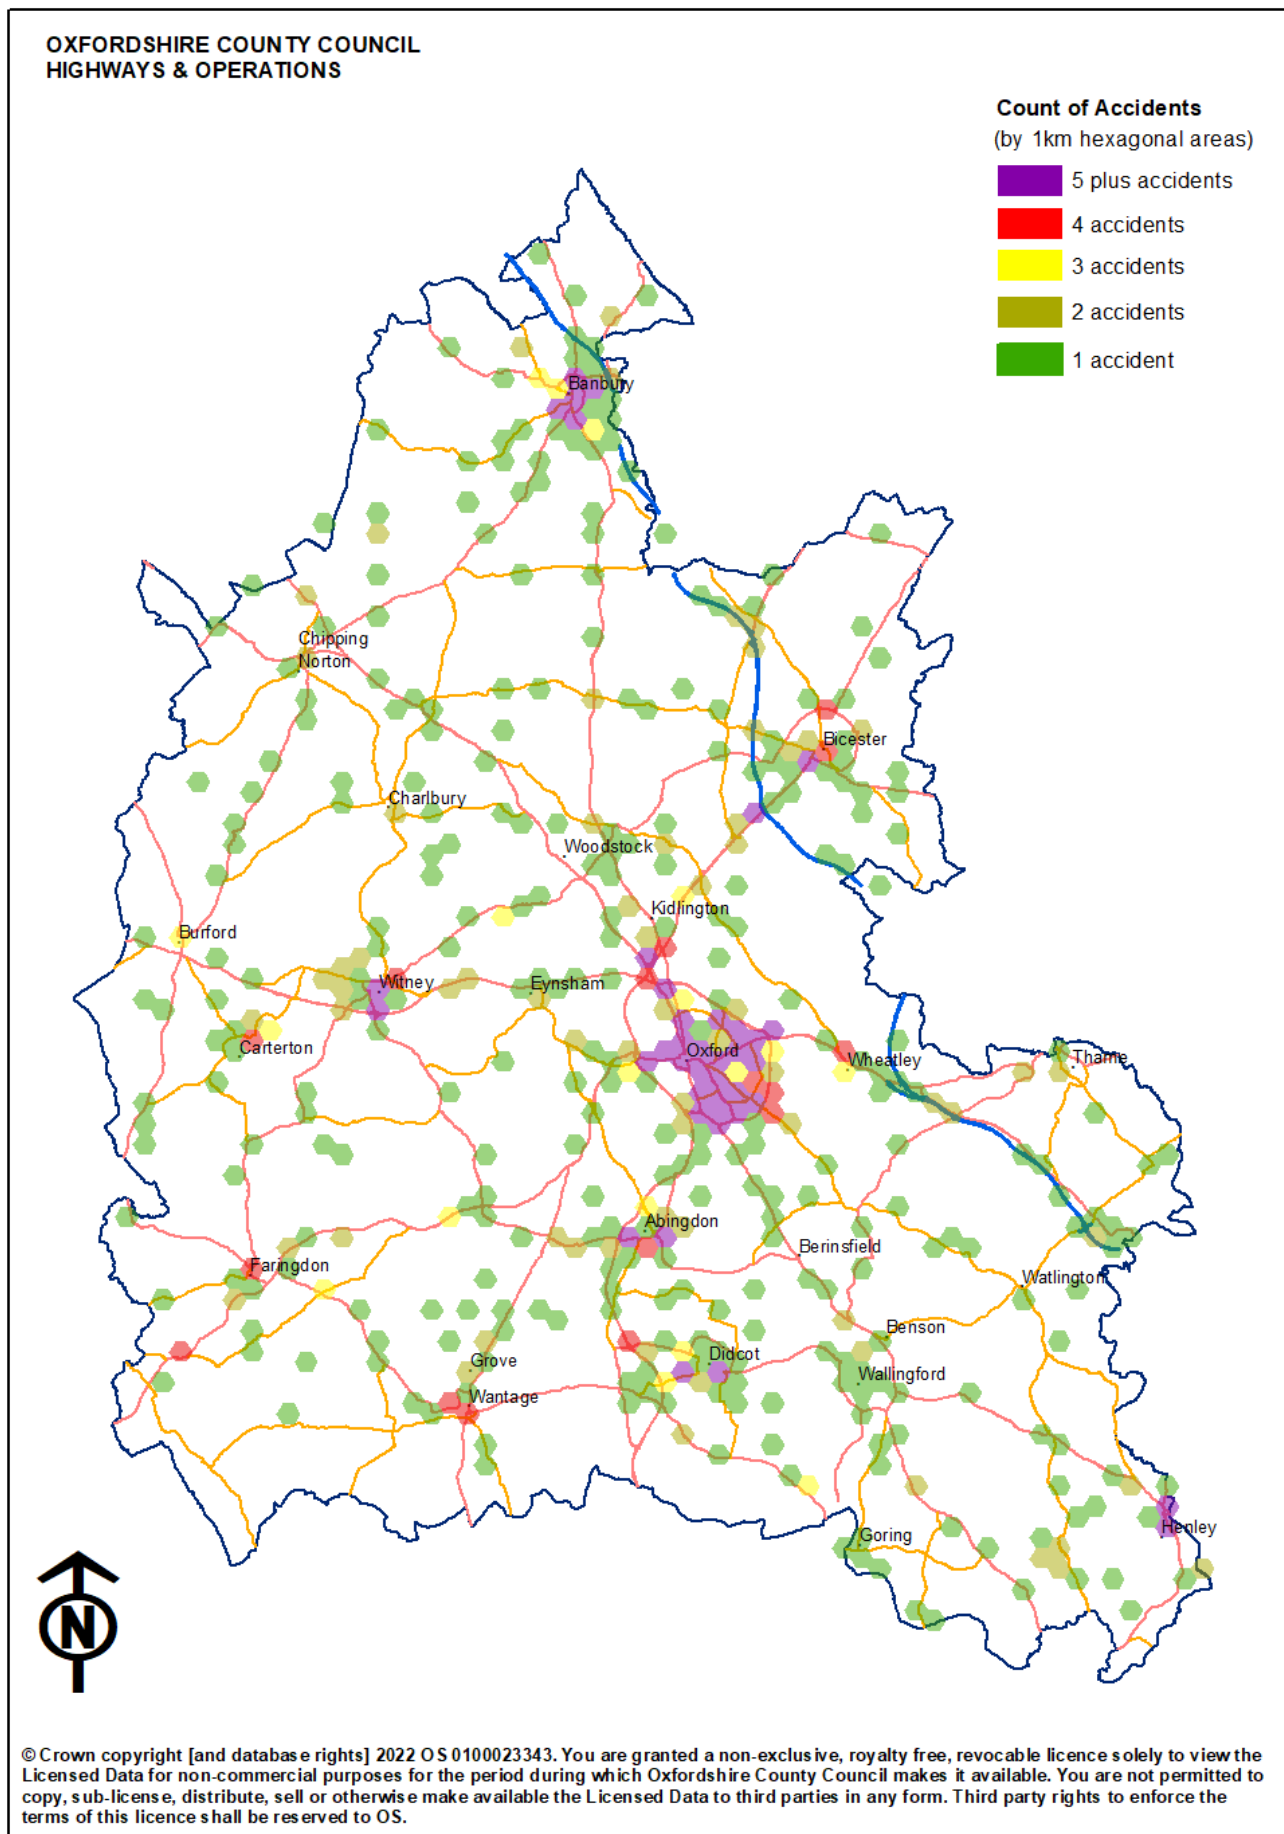 OXFORDSHIRE COUNTY COUNCIL
HIGHWAYS & OPERATIONS
Count of Accidents
(by 1km hexagonal areas)
5 plus accidents
4 accidents
3 accidents
2 accidents
1 accident
Banbury
Chipping
Norton
Bicester
Charlbury
Woodstock
Kidlington
Burford
Witney
Eynsham
Carterton
Oxford
Wheatley
Thame
Abingdon
Berinsfield
Faringdon
Watlington
Benson
Didcot
Grove
Wallingford
Wantage
Goring
Henley
N
© Crown copyright [and database rights] 2022 OS 0100023343. You are granted a non-exclusive, royalty free, revocable licence solely to view the
Licensed Data for non-commercial purposes for the period during which Oxfordshire County Council makes it available. You are not permitted to
copy, sub-license, distribute, sell or otherwise make available the Licensed Data to third parties in any form. Third party rights to enforce the
terms of this licence shall be reserved to OS.